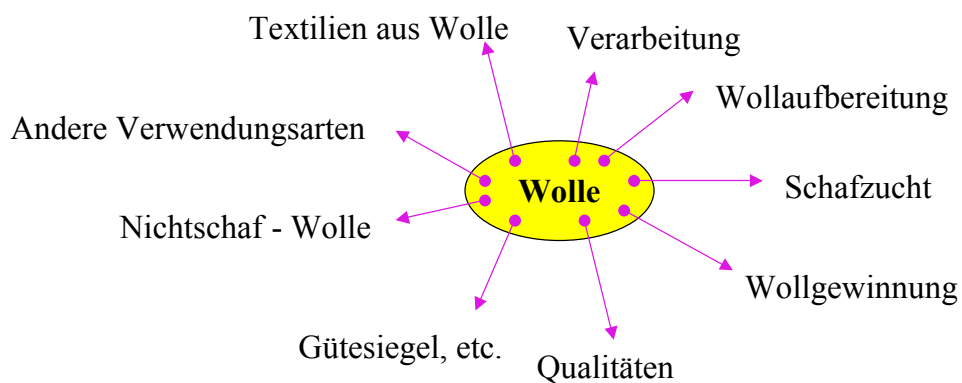 Textilien aus Wolle
Verarbeitung
Wollaufbereitung
Andere Verwendungsarten
Wolle
Schafzucht
Nichtschaf - Wolle
Wollgewinnung
Gütesiegel, etc.
Qualitäten